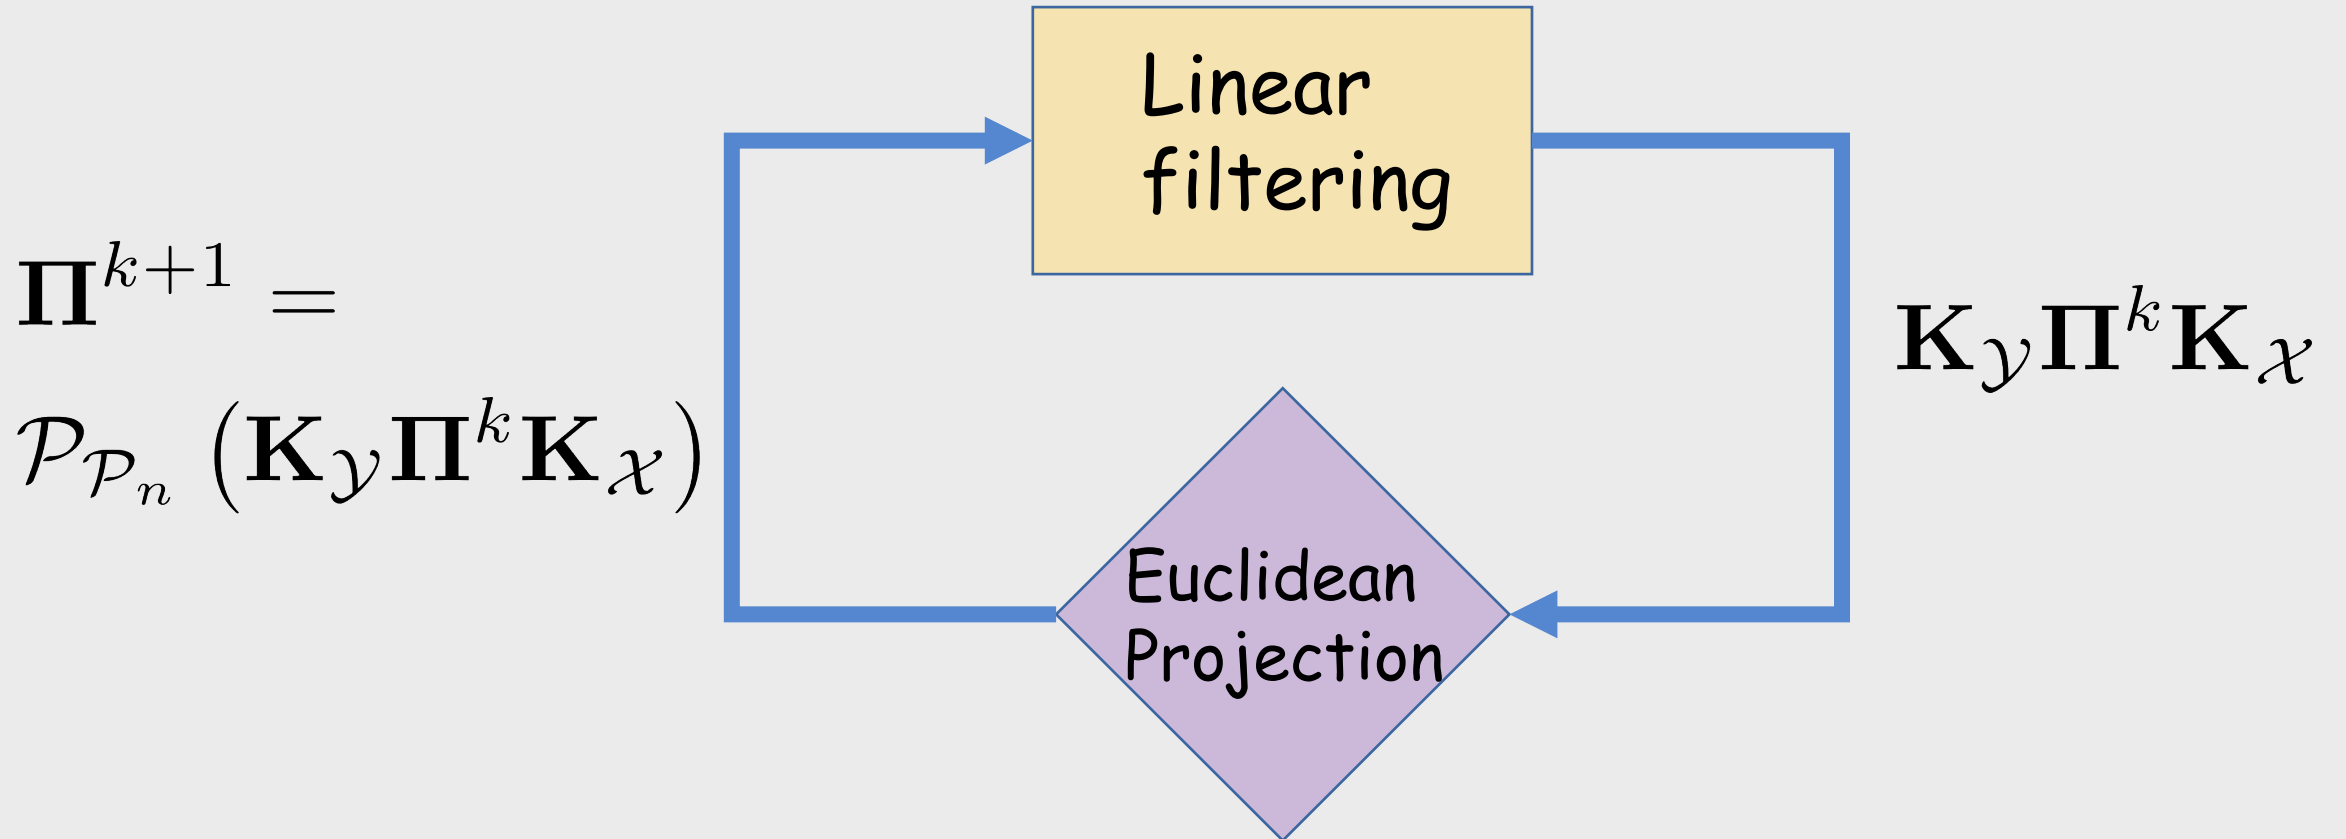 Linear
filtering
𝚷^{k+1} =
𝒫_{𝒫_n} (𝐊_𝒴 𝚷^k 𝐊_𝒳)
𝐊_𝒴 𝚷^k 𝐊_𝒳
Euclidean
Projection